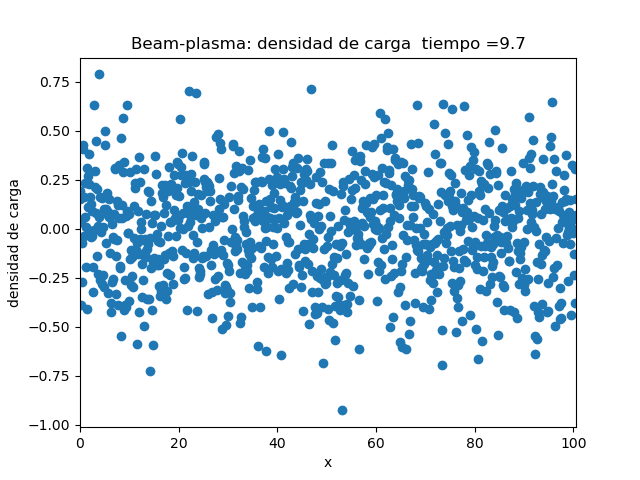 Beam-plasma: densidad de carga  tiempo =9.7
densidad de carga
0.75
0.50
0.25
0.00
−0.25
−0.50
−0.75
−1.00
0 20 40 60 80 100
x